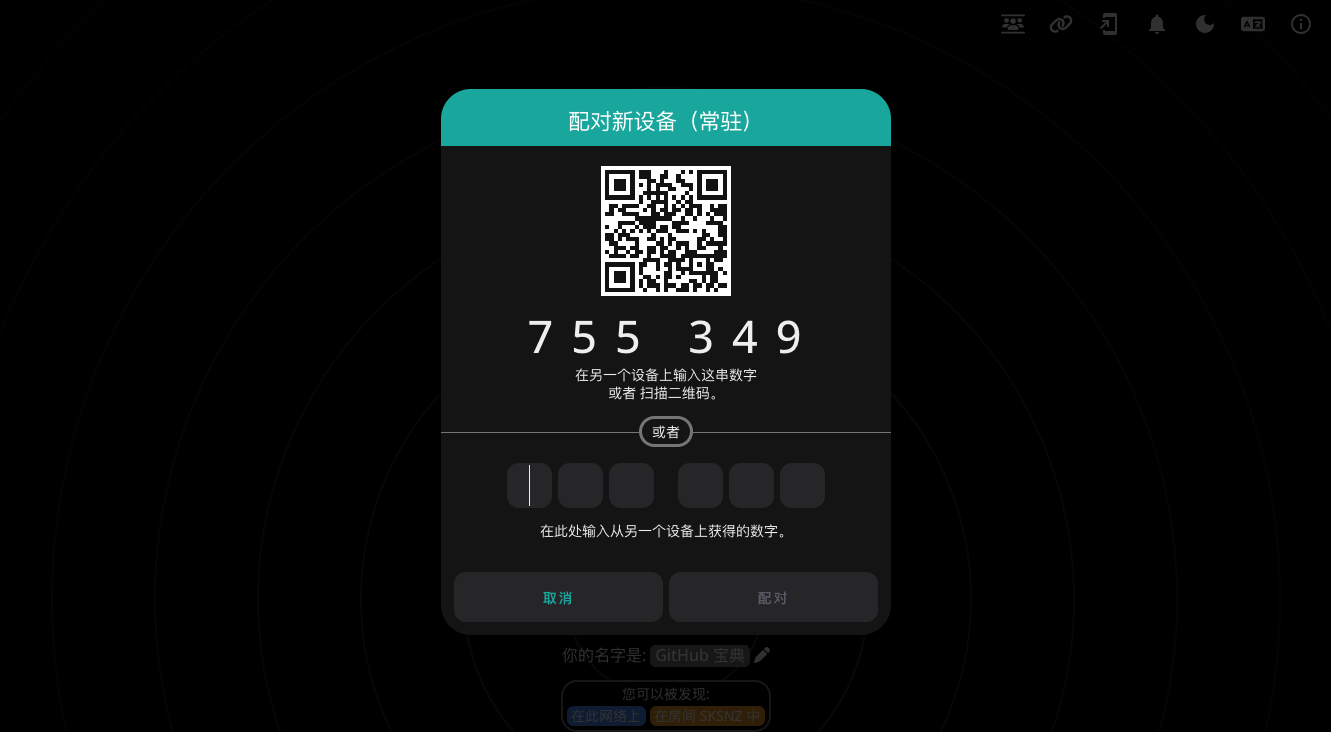 配对新设备（常驻）
755 349
在另一个设备上输入这串数字
或者 扫描二维码。
或者
在此处输入从另一个设备上获得的数字。
取消
配对
你的名字是: GitHub 宝典
您可以被发现:
在此网络上 在房间 SKSNZ 中